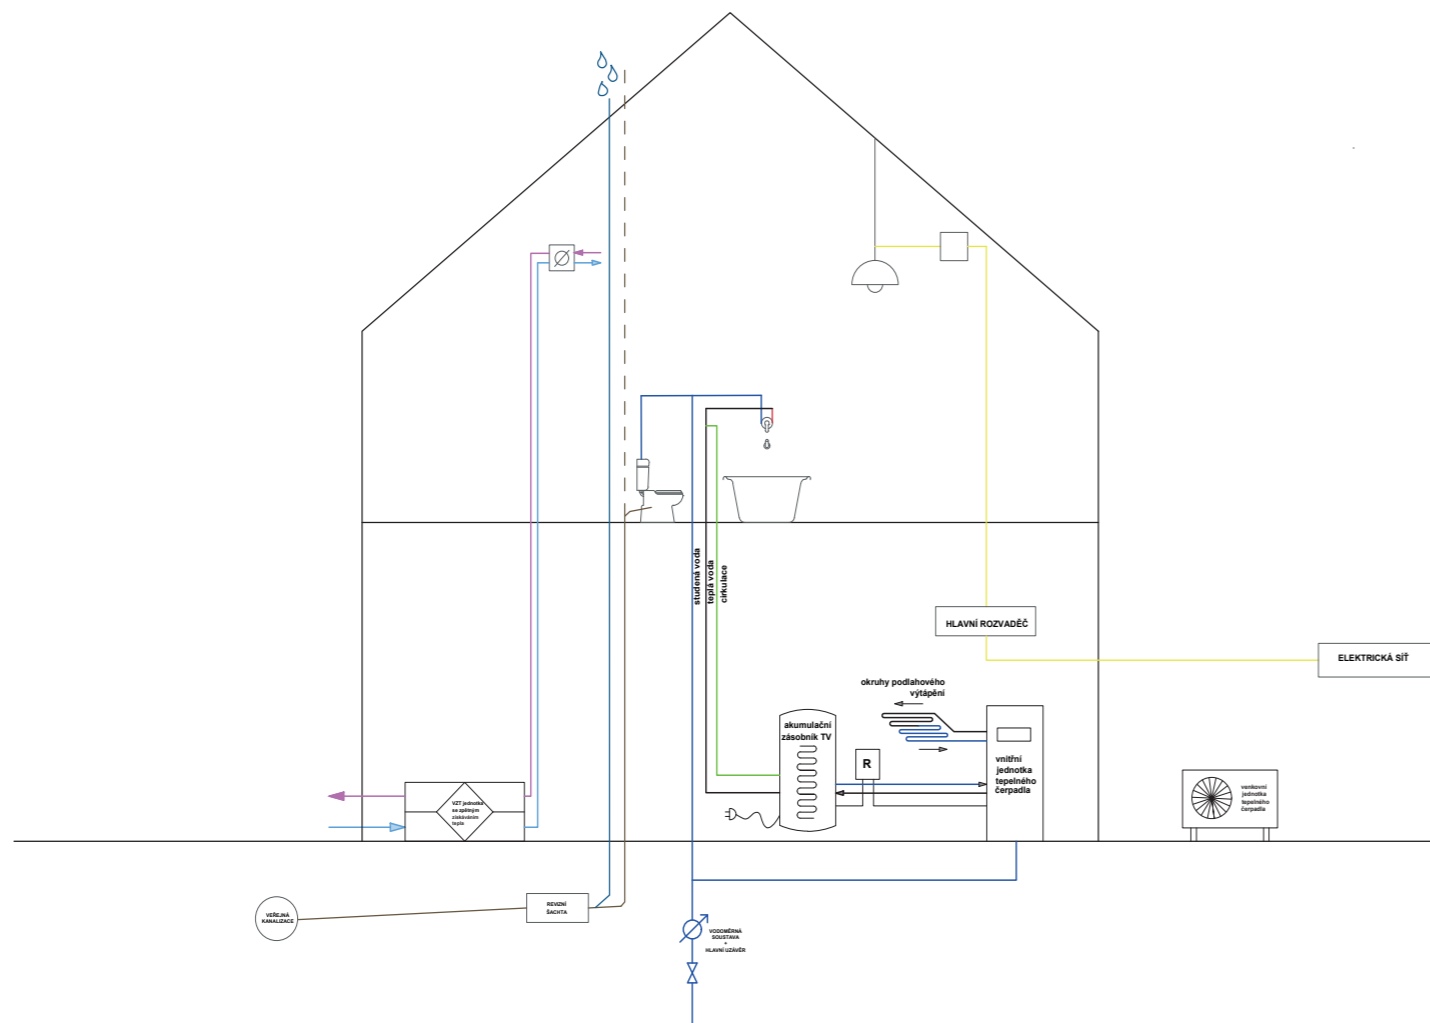 studená voda
teplá voda
cirkulace
HLAVNÍ ROZVADĚČ
ELEKTRICKÁ SÍŤ
okruhy podlahového
výtápění
akumulační
zásobník TV
R
vnitřní
jednotka
tepelného
čerpadla
venkovní
jednotka
tepelného
čerpadla
VZT jednotka
se zpětným
získáváním
tepla
VEŘEJNÁ
KANALIZACE
REVIZNÍ
ŠACHTA
VODOMĚRNÁ
SOUSTAVA
+
HLAVNÍ UZÁVĚR